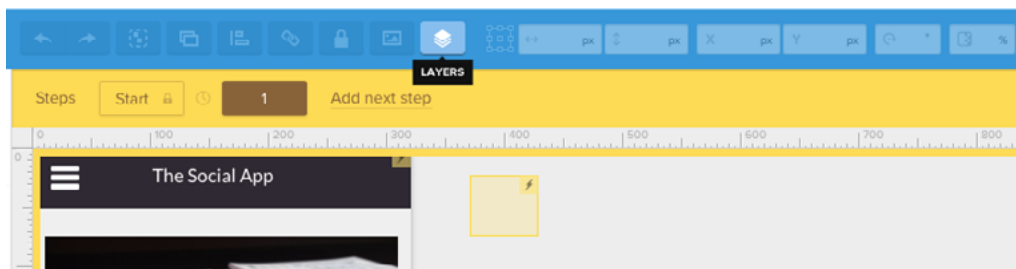 px px X px Y px ° %
LAYERS
Steps Start 1 Add next step
0 100 200 300 400 500 600 700 800
0
The Social App